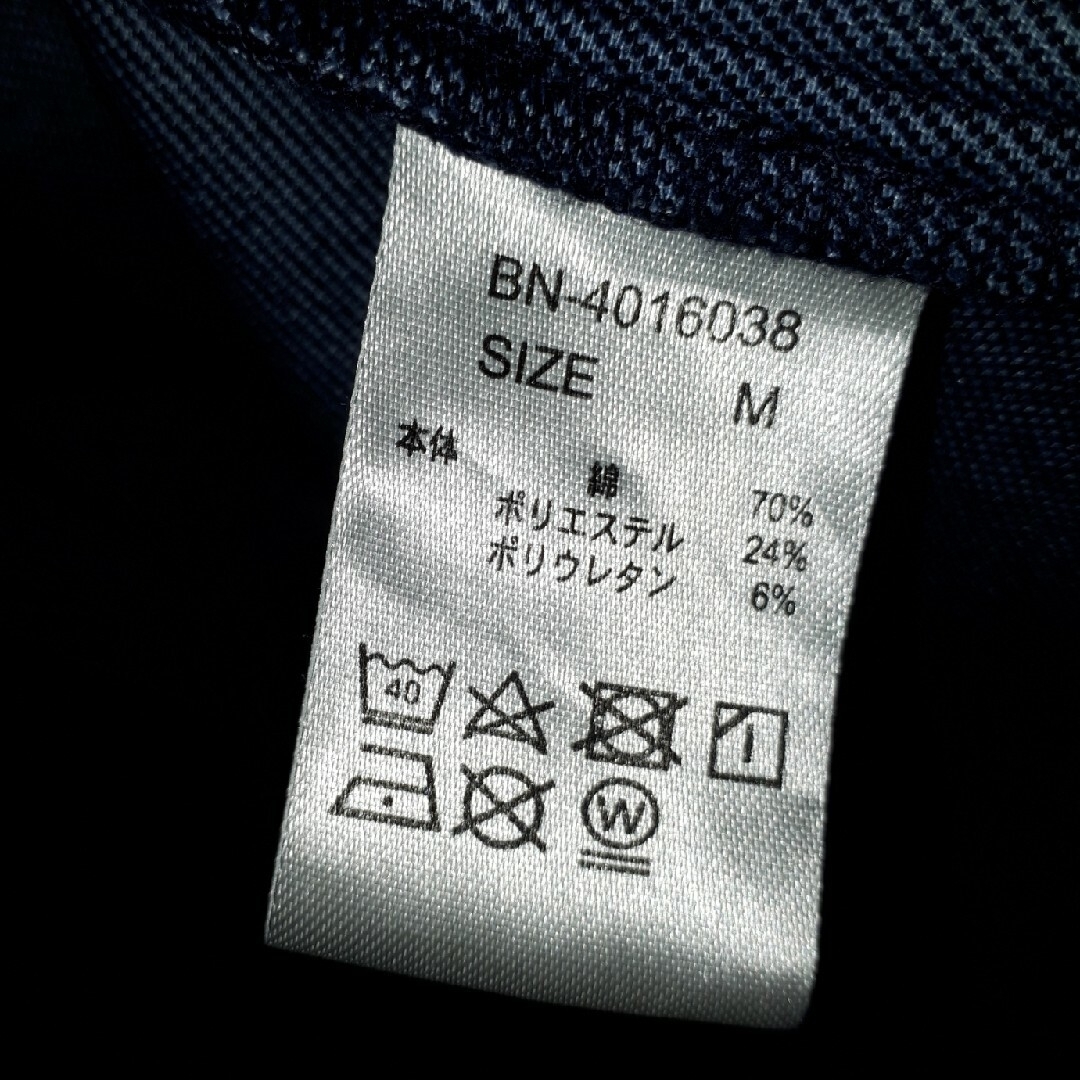 BN-4016038
SIZE M
本体 綿 70%
ポリエステル 24%
ポリウレタン 6%
40
W